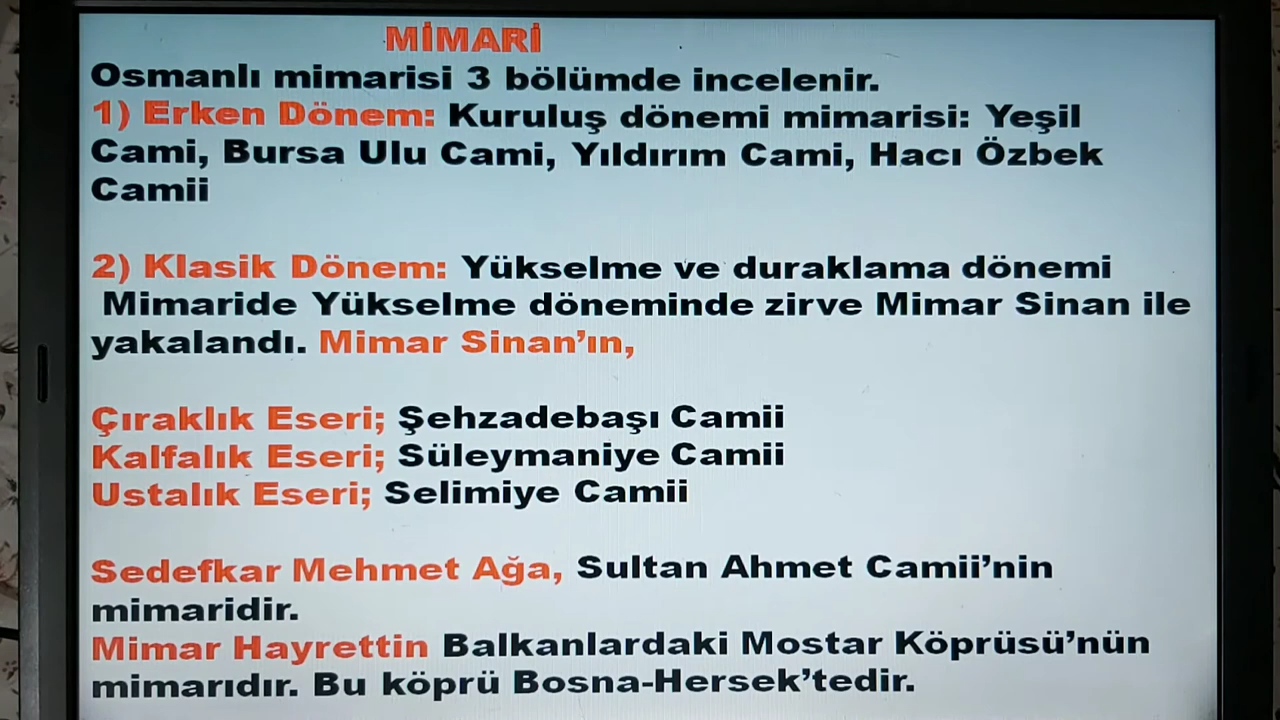 MİMARİ
Osmanlı mimarisi 3 bölümde incelenir.
1) Erken Dönem: Kuruluş dönemi mimarisi: Yeşil
Cami, Bursa Ulu Cami, Yıldırım Cami, Hacı Özbek
Camii
2) Klasik Dönem: Yükselme ve duraklama dönemi
Mimaride Yükselme döneminde zirve Mimar Sinan ile
yakalandı. Mimar Sinan’ın,
Çıraklık Eseri; Şehzadebaşı Camii
Kalfalık Eseri; Süleymaniye Camii
Ustalık Eseri; Selimiye Camii
Sedefkar Mehmet Ağa, Sultan Ahmet Camii’nin
mimaridir.
Mimar Hayrettin Balkanlardaki Mostar Köprüsü’nün
mimarıdır. Bu köprü Bosna-Hersek’tedir.